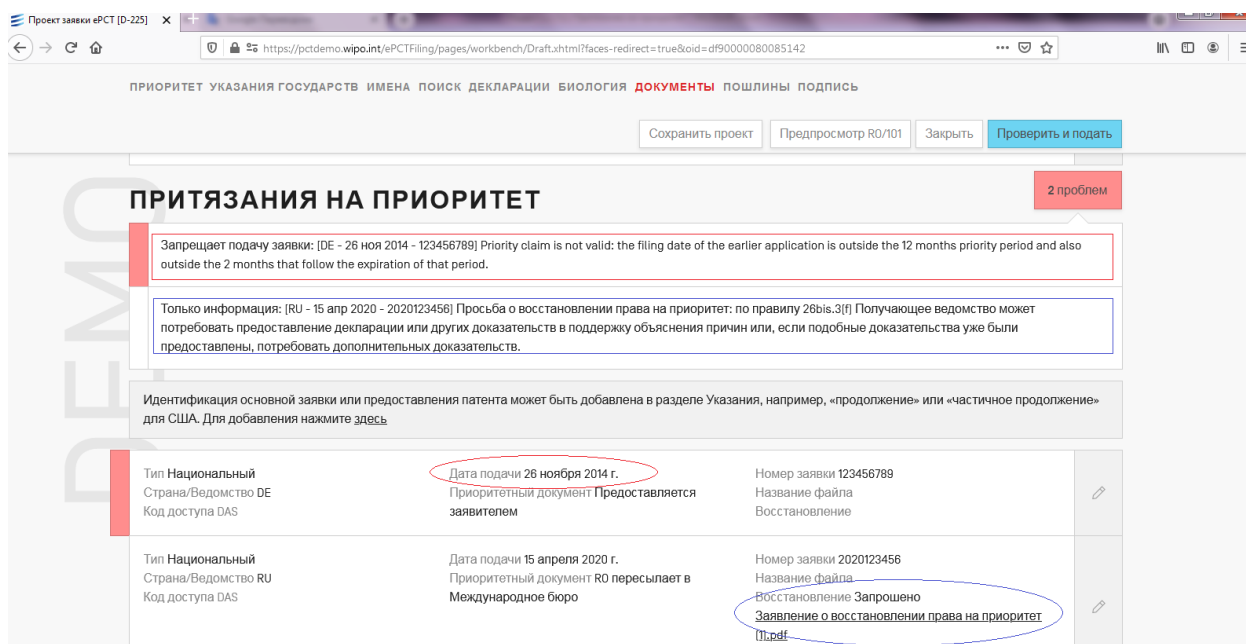 Проект заявки ePCT [D-225]
https://pctdemo.wipo.int/ePCTFiling/pages/workbench/Draft.xhtml?faces-redirect=true&oid=df90000080085142
ПРИОРИТЕТ УКАЗАНИЯ ГОСУДАРСТВ ИМЕНА ПОИСК ДЕКЛАРАЦИИ БИОЛОГИЯ ДОКУМЕНТЫ ПОШЛИНЫ ПОДПИСЬ
Сохранить проект Предпросмотр RO/101 Закрыть Проверить и подать
DEMO
ПРИТЯЗАНИЯ НА ПРИОРИТЕТ
2 проблем
Запрещает подачу заявки: [DE - 26 ноя 2014 - 123456789] Priority claim is not valid: the filing date of the earlier application is outside the 12 months priority period and also
outside the 2 months that follow the expiration of that period.
Только информация: [RU - 15 апр 2020 - 2020123456] Просьба о восстановлении права на приоритет: по правилу 26bis.3(f) Получающее ведомство может
потребовать предоставление декларации или других доказательств в поддержку объяснения причин или, если подобные доказательства уже были
предоставлены, потребовать дополнительных доказательств.
Идентификация основной заявки или предоставления патента может быть добавлена в разделе Указания, например, «продолжение» или «частичное продолжение»
для США. Для добавления нажмите здесь
Тип Национальный Дата подачи 26 ноября 2014 г. Номер заявки 123456789
Страна/Ведомство DE Приоритетный документ Предоставляется Название файла
Код доступа DAS заявителем Восстановление
Тип Национальный Дата подачи 15 апреля 2020 г. Номер заявки 2020123456
Страна/Ведомство RU Приоритетный документ RO пересылает в Название файла
Код доступа DAS Международное бюро Восстановление Запрошено
Заявление о восстановлении права на приоритет
(1).pdf